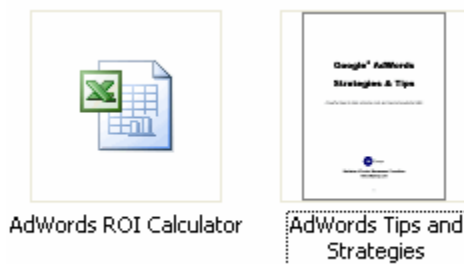 Google® AdWords
Strategies & Tips
AdWords ROI Calculator
AdWords Tips and
Strategies